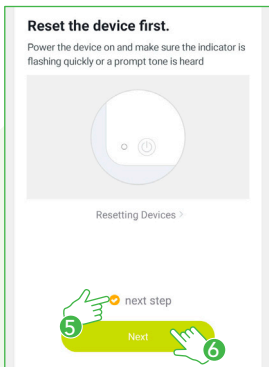 Reset the device first.
Power the device on and make sure the indicator is
flashing quickly or a prompt tone is heard
Resetting Devices >
next step
5
Next
6